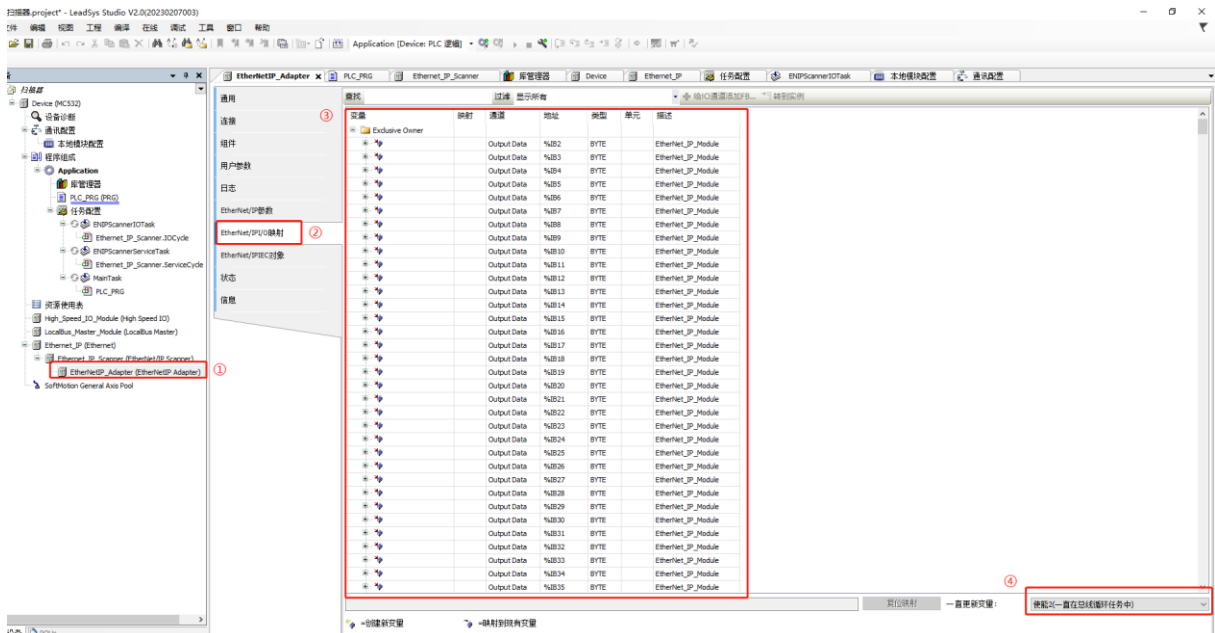 扫描器.project* - LeadSys Studio V2.0(20230207003)
编辑 视图 工程 编译 在线 调试 工具 窗口 帮助
Application [Device: PLC 逻辑]
EtherNetIP_Adapter PLC_PRG Ethernet_IP_Scanner 库管理器 Device Ethernet_IP 任务配置 ENIPScannerIOTask 本地模块配置 通讯配置
扫描器
Device (MC532)
设备诊断
通讯配置
本地模块配置
程序组成
Application
库管理器
PLC_PRG (PRG)
任务配置
ENIPScannerIOTask
Ethernet_IP_Scanner.IOCycle
ENIPScannerServiceTask
Ethernet_IP_Scanner.ServiceCycle
MainTask
PLC_PRG
资源使用表
High_Speed_IO_Module (High Speed IO)
LocalBus_Master_Module (LocalBus Master)
Ethernet_IP (Ethernet)
Ethernet_IP_Scanner (EtherNet/IP Scanner)
EtherNetIP_Adapter (EtherNetIP Adapter)
①
SoftMotion General Axis Pool
通用
连接
组件
用户参数
日志
EtherNet/IP参数
EtherNet/IPI/O映射
②
EtherNet/IPIEC对象
状态
信息
③
查找 过滤 显示所有 给IO通道添加FB... 转到实例
变量 映射 通道 地址 类型 单元 描述
Exclusive Owner
Output Data %IB2 BYTE EtherNet_IP_Module
Output Data %IB3 BYTE EtherNet_IP_Module
Output Data %IB4 BYTE EtherNet_IP_Module
Output Data %IB5 BYTE EtherNet_IP_Module
Output Data %IB6 BYTE EtherNet_IP_Module
Output Data %IB7 BYTE EtherNet_IP_Module
Output Data %IB8 BYTE EtherNet_IP_Module
Output Data %IB9 BYTE EtherNet_IP_Module
Output Data %IB10 BYTE EtherNet_IP_Module
Output Data %IB11 BYTE EtherNet_IP_Module
Output Data %IB12 BYTE EtherNet_IP_Module
Output Data %IB13 BYTE EtherNet_IP_Module
Output Data %IB14 BYTE EtherNet_IP_Module
Output Data %IB15 BYTE EtherNet_IP_Module
Output Data %IB16 BYTE EtherNet_IP_Module
Output Data %IB17 BYTE EtherNet_IP_Module
Output Data %IB18 BYTE EtherNet_IP_Module
Output Data %IB19 BYTE EtherNet_IP_Module
Output Data %IB20 BYTE EtherNet_IP_Module
Output Data %IB21 BYTE EtherNet_IP_Module
Output Data %IB22 BYTE EtherNet_IP_Module
Output Data %IB23 BYTE EtherNet_IP_Module
Output Data %IB24 BYTE EtherNet_IP_Module
Output Data %IB25 BYTE EtherNet_IP_Module
Output Data %IB26 BYTE EtherNet_IP_Module
Output Data %IB27 BYTE EtherNet_IP_Module
Output Data %IB28 BYTE EtherNet_IP_Module
Output Data %IB29 BYTE EtherNet_IP_Module
Output Data %IB30 BYTE EtherNet_IP_Module
Output Data %IB31 BYTE EtherNet_IP_Module
Output Data %IB32 BYTE EtherNet_IP_Module
Output Data %IB33 BYTE EtherNet_IP_Module
Output Data %IB34 BYTE EtherNet_IP_Module
Output Data %IB35 BYTE EtherNet_IP_Module
④
复位映射 一直更新变量: 使能2(一直在总线循环任务中)
=创建新变量 =映射到现有变量